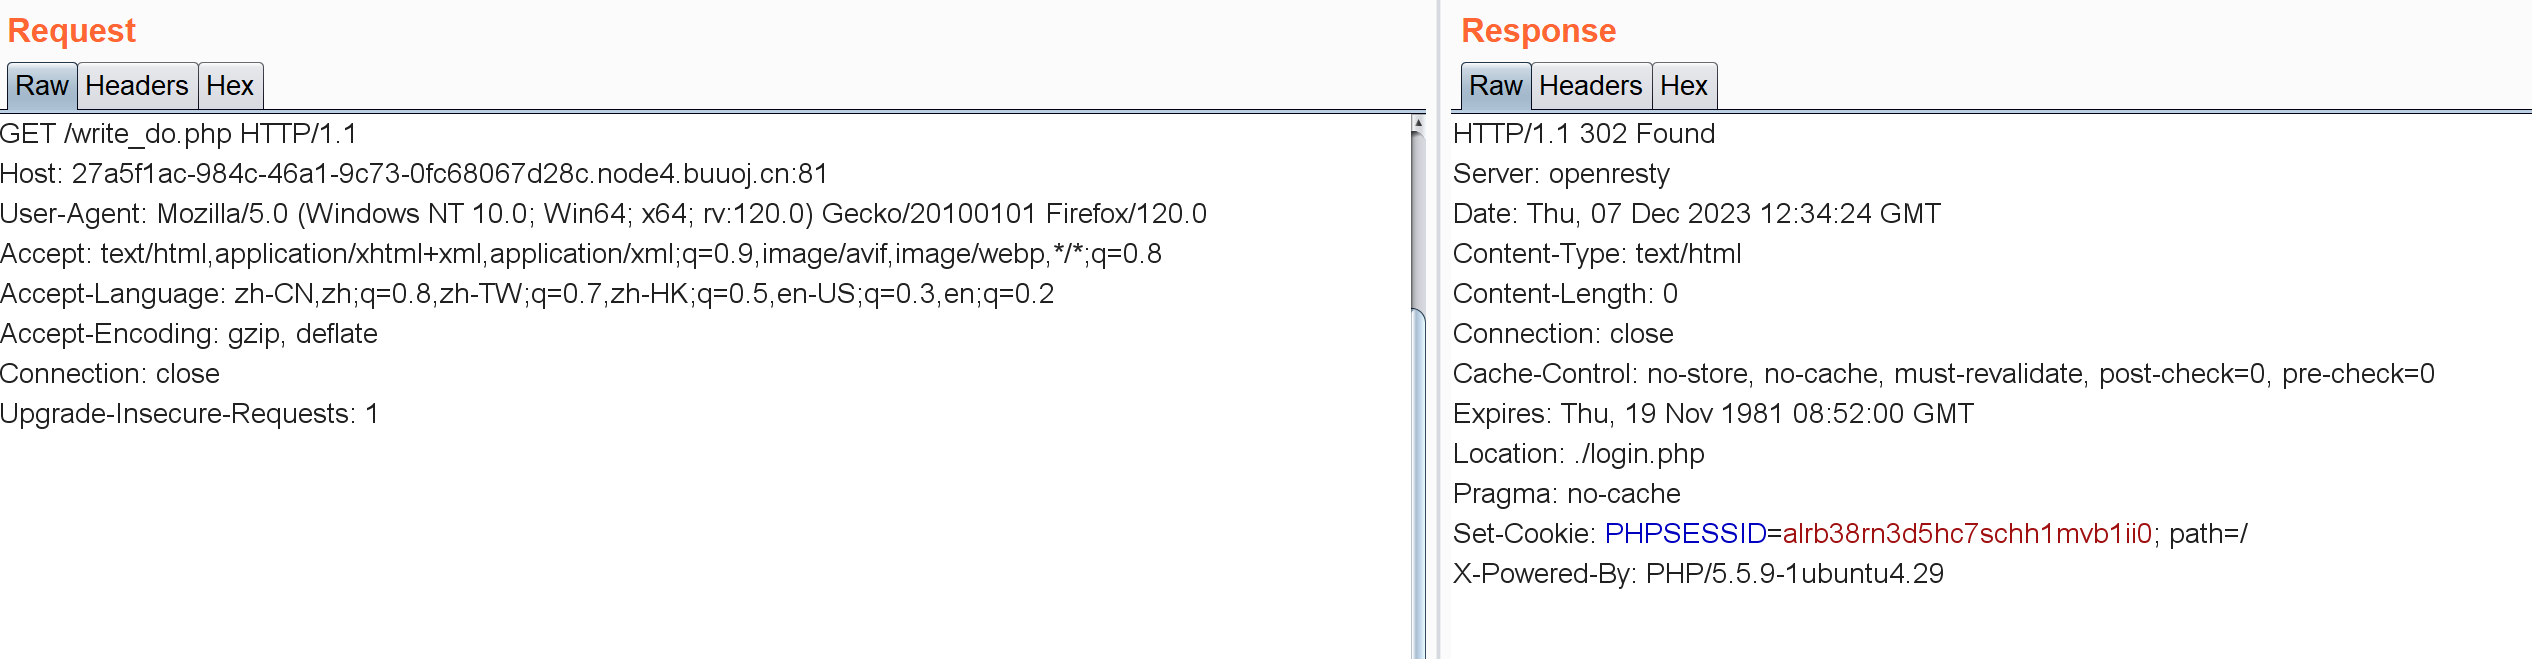 Request
Raw Headers Hex
GET /write_do.php HTTP/1.1
Host: 27a5f1ac-984c-46a1-9c73-0fc68067d28c.node4.buuoj.cn:81
User-Agent: Mozilla/5.0 (Windows NT 10.0; Win64; x64; rv:120.0) Gecko/20100101 Firefox/120.0
Accept: text/html,application/xhtml+xml,application/xml;q=0.9,image/avif,image/webp,*/*;q=0.8
Accept-Language: zh-CN,zh;q=0.8,zh-TW;q=0.7,zh-HK;q=0.5,en-US;q=0.3,en;q=0.2
Accept-Encoding: gzip, deflate
Connection: close
Upgrade-Insecure-Requests: 1
Response
Raw Headers Hex
HTTP/1.1 302 Found
Server: openresty
Date: Thu, 07 Dec 2023 12:34:24 GMT
Content-Type: text/html
Content-Length: 0
Connection: close
Cache-Control: no-store, no-cache, must-revalidate, post-check=0, pre-check=0
Expires: Thu, 19 Nov 1981 08:52:00 GMT
Location: ./login.php
Pragma: no-cache
Set-Cookie: PHPSESSID=alrb38rn3d5hc7schh1mvb1ii0; path=/
X-Powered-By: PHP/5.5.9-1ubuntu4.29